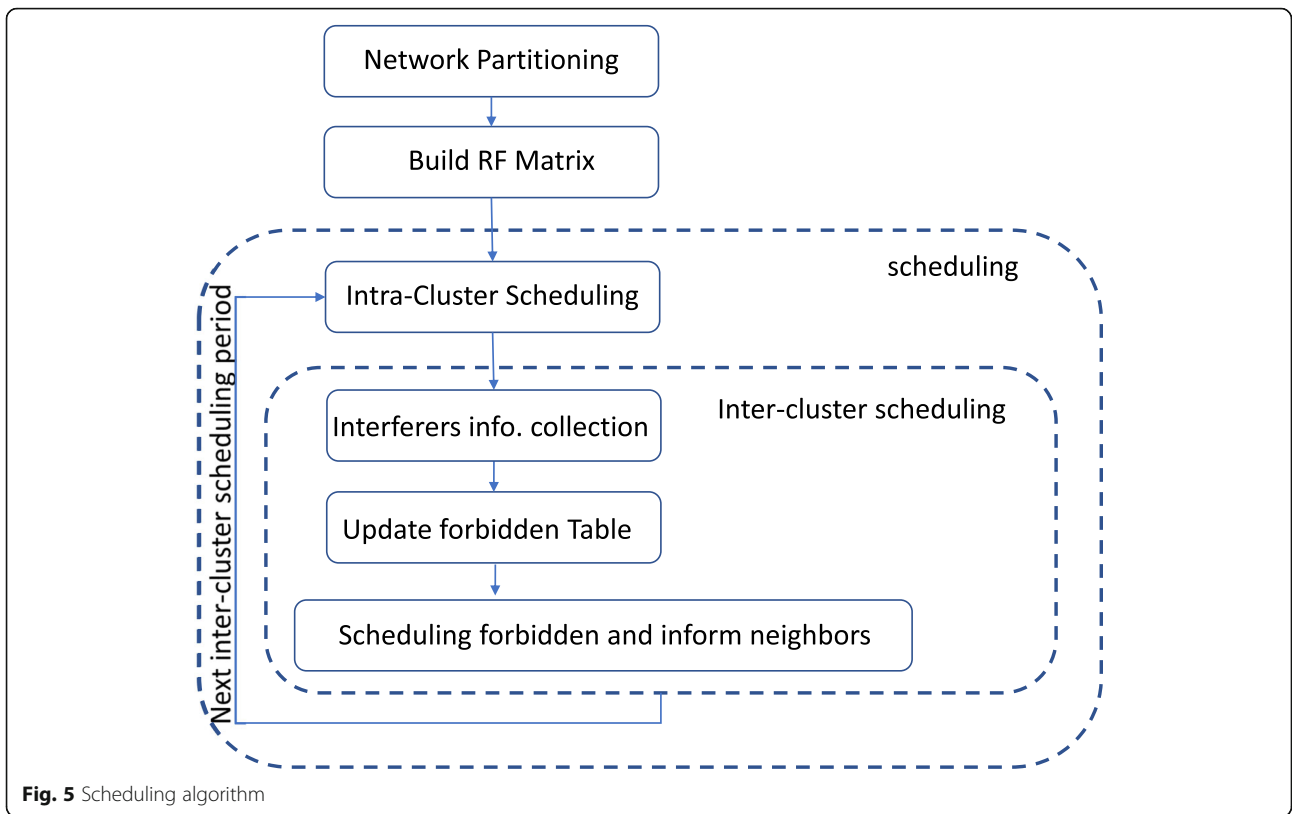 Network Partitioning
Build RF Matrix
scheduling
Intra-Cluster Scheduling
Next inter-cluster scheduling period
Inter-cluster scheduling
Interferers info. collection
Update forbidden Table
Scheduling forbidden and inform neighbors
Fig. 5 Scheduling algorithm